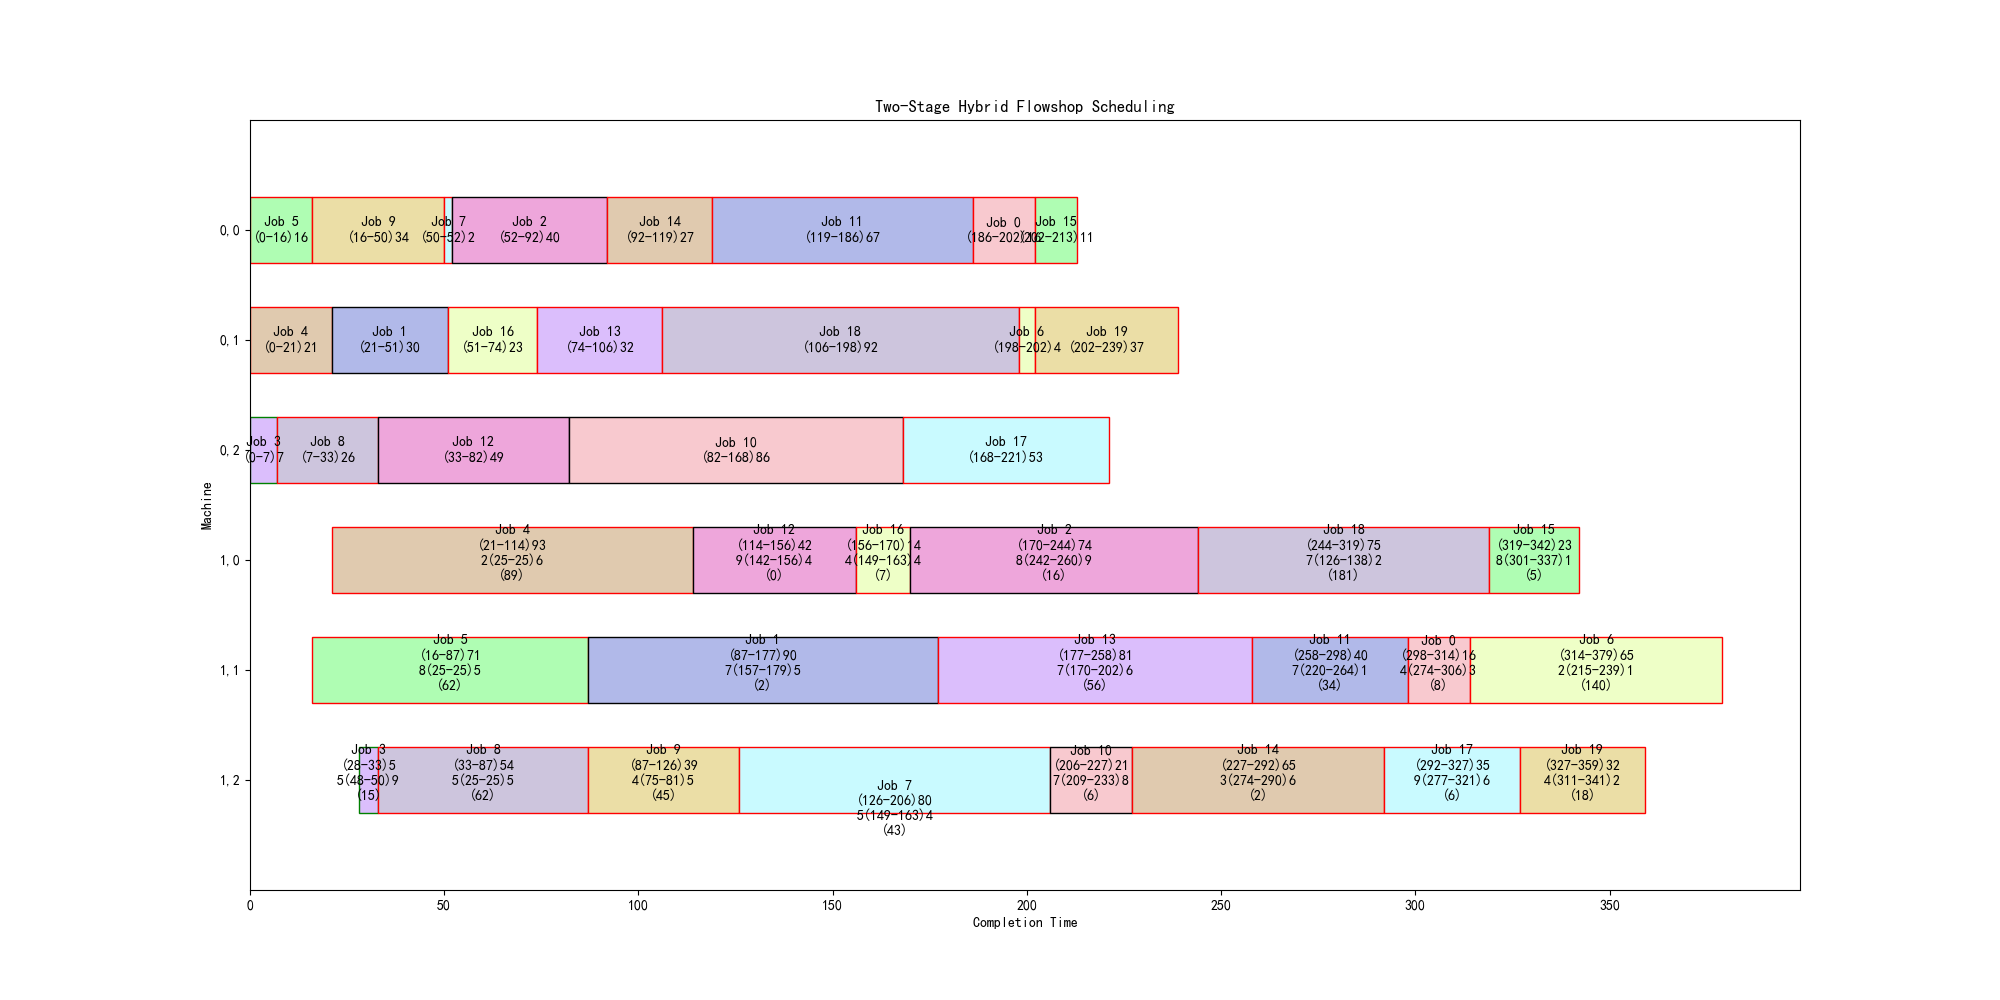 Two-Stage Hybrid Flowshop Scheduling
0,0
Job 5
(0-16)16
Job 9
(16-50)34
Job 7
(50-52)2
Job 2
(52-92)40
Job 14
(92-119)27
Job 11
(119-186)67
Job 0
(186-202)16
Job 15
(202-213)11
0,1
Job 4
(0-21)21
Job 1
(21-51)30
Job 16
(51-74)23
Job 13
(74-106)32
Job 18
(106-198)92
Job 6
(198-202)4
Job 19
(202-239)37
0,2
Job 3
(0-7)7
Job 8
(7-33)26
Job 12
(33-82)49
Job 10
(82-168)86
Job 17
(168-221)53
Machine
1,0
Job 4
(21-114)93
2(25-25)6
(89)
Job 12
(114-156)42
9(142-156)4
(0)
Job 16
(156-170)14
4(149-163)4
(7)
Job 2
(170-244)74
8(242-260)9
(16)
Job 18
(244-319)75
7(126-138)2
(181)
Job 15
(319-342)23
8(301-337)1
(5)
1,1
Job 5
(16-87)71
8(25-25)5
(62)
Job 1
(87-177)90
7(157-179)5
(2)
Job 13
(177-258)81
7(170-202)6
(56)
Job 11
(258-298)40
7(220-264)1
(34)
Job 0
(298-314)16
4(274-306)3
(8)
Job 6
(314-379)65
2(215-239)1
(140)
1,2
Job 3
(28-33)5
5(48-50)9
(15)
Job 8
(33-87)54
5(25-25)5
(62)
Job 9
(87-126)39
4(75-81)5
(45)
Job 7
(126-206)80
5(149-163)4
(43)
Job 10
(206-227)21
7(209-233)8
(6)
Job 14
(227-292)65
3(274-290)6
(2)
Job 17
(292-327)35
9(277-321)6
(6)
Job 19
(327-359)32
4(311-341)2
(18)
0
50
100
150
200
250
300
350
Completion Time